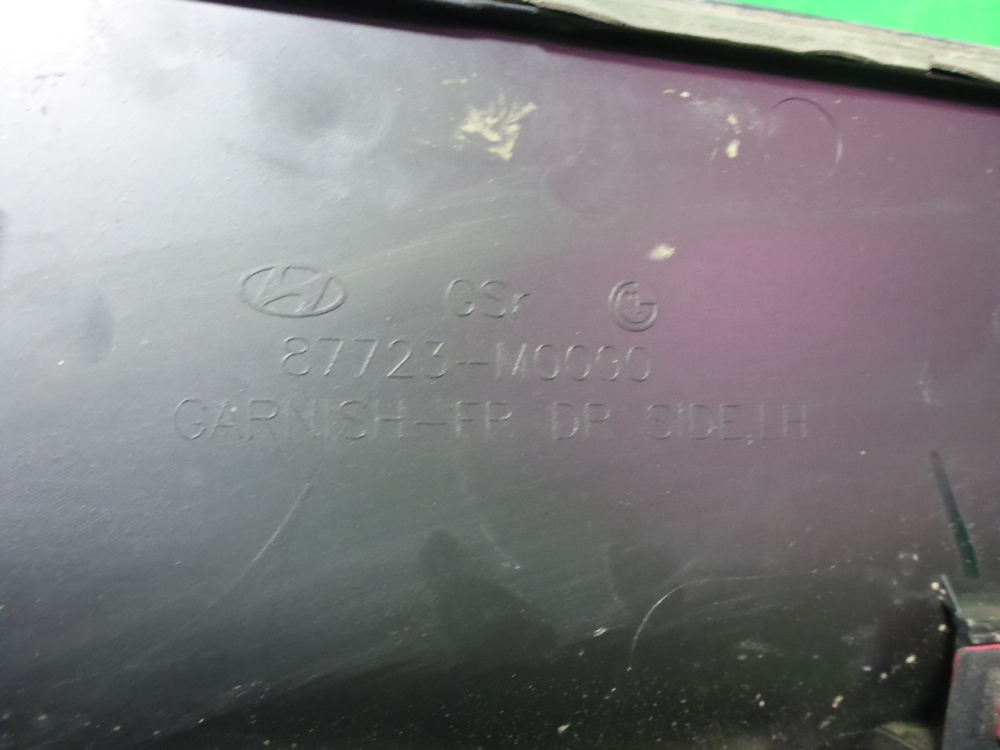 GSr
87723-M0000
GARNISH-FR DR SIDE,LH